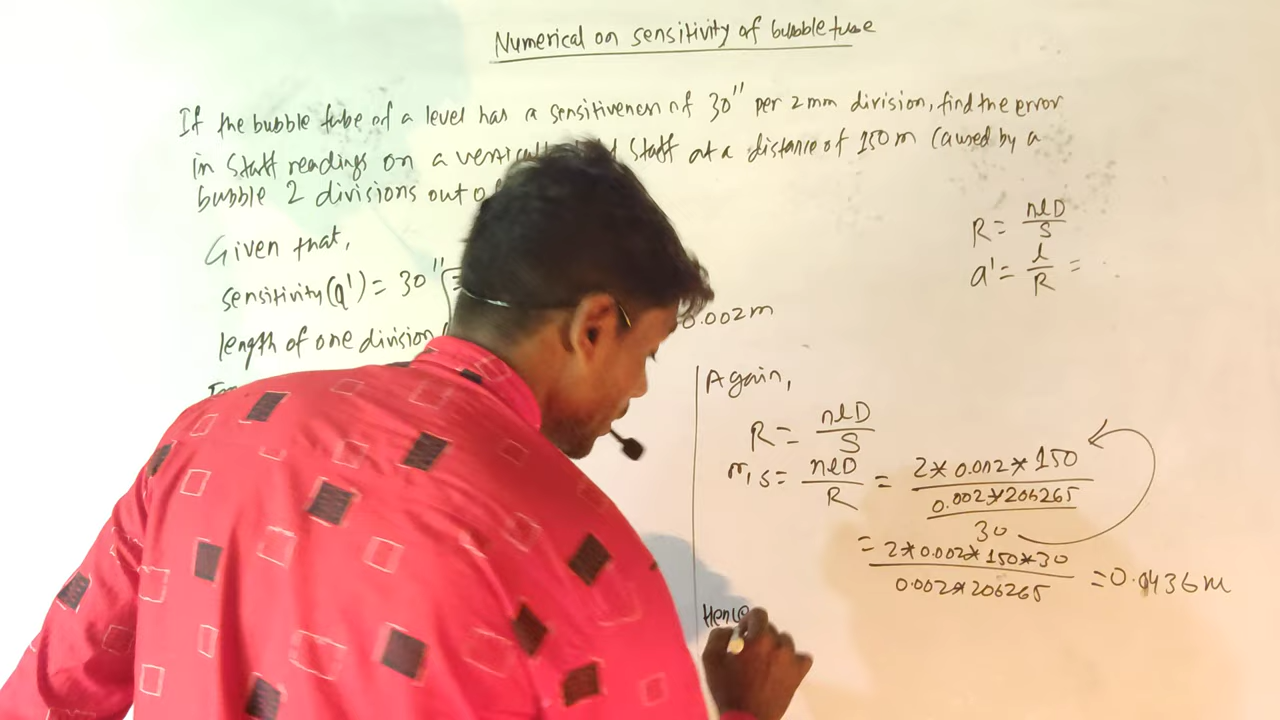 Numerical on sensitivity of bubble tube
If the bubble tube of a level has a sensitiveness of 30" per 2mm division, find the error
in staff readings on a staff at a distance of 150 m caused by a
bubble 2 divisions out
Given that,
sensitivity(a') = 30"
length of one division
0.002m
R = nlD/S
a' = l/R =
Again,
R = nlD/S
or, S = nlD/R = (2*0.002*150)/(0.002*206265/30)
= (2*0.002*150*30)/(0.002*206265) = 0.0436m
Hence